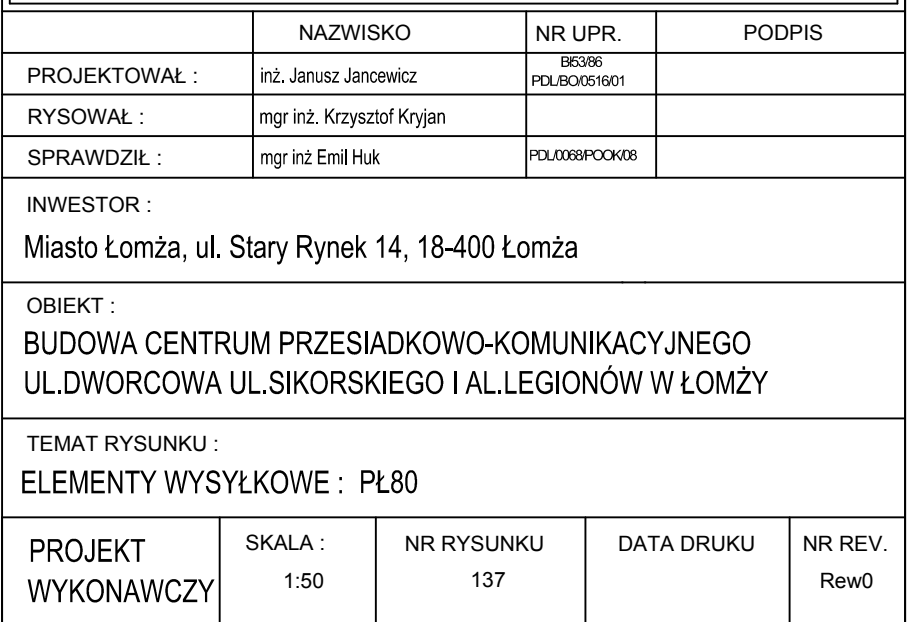 NAZWISKO NR UPR. PODPIS
PROJEKTOWAŁ : inż. Janusz Jancewicz BŁ53/86
PDL/BO/0516/01
RYSOWAŁ : mgr inż. Krzysztof Kryjan
SPRAWDZIŁ : mgr inż Emil Huk PDL/0068/POOK/08
INWESTOR :
Miasto Łomża, ul. Stary Rynek 14, 18-400 Łomża
OBIEKT :
BUDOWA CENTRUM PRZESIADKOWO-KOMUNIKACYJNEGO
UL.DWORCOWA UL.SIKORSKIEGO I AL.LEGIONÓW W ŁOMŻY
TEMAT RYSUNKU :
ELEMENTY WYSYŁKOWE : PŁ80
PROJEKT WYKONAWCZY
SKALA : NR RYSUNKU DATA DRUKU NR REV.
1:50 137 Rew0